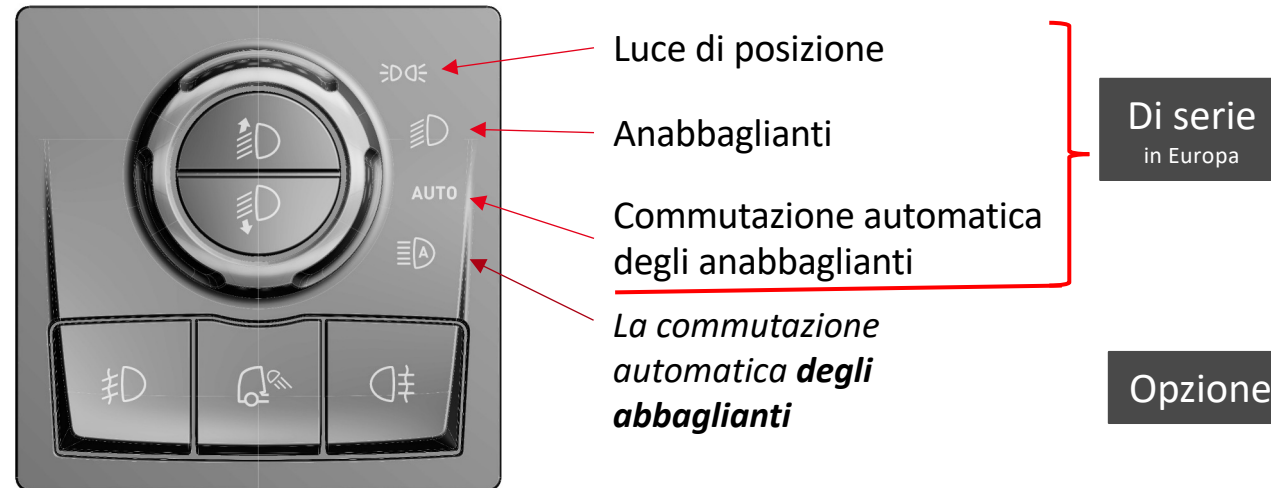 Luce di posizione
Anabbaglianti
AUTO
Commutazione automatica
degli anabbaglianti
A
La commutazione
automatica degli
abbaglianti
Di serie
in Europa
Opzione